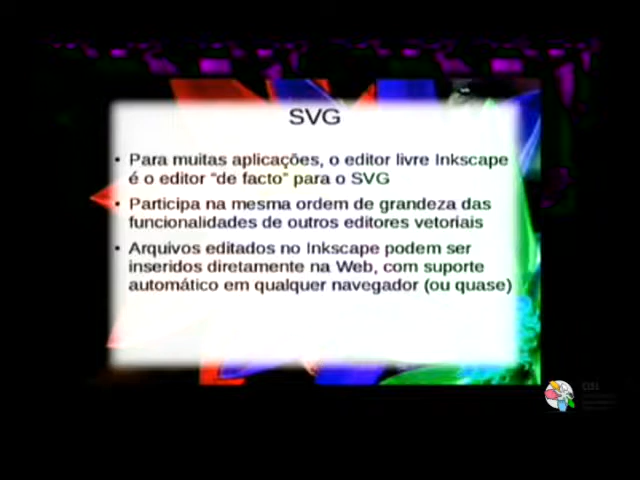 SVG
• Para muitas aplicações, o editor livre Inkscape
é o editor "de facto" para o SVG
• Participa na mesma ordem de grandeza das
funcionalidades de outros editores vetoriais
• Arquivos editados no Inkscape podem ser
inseridos diretamente na Web, com suporte
automático em qualquer navegador (ou quase)